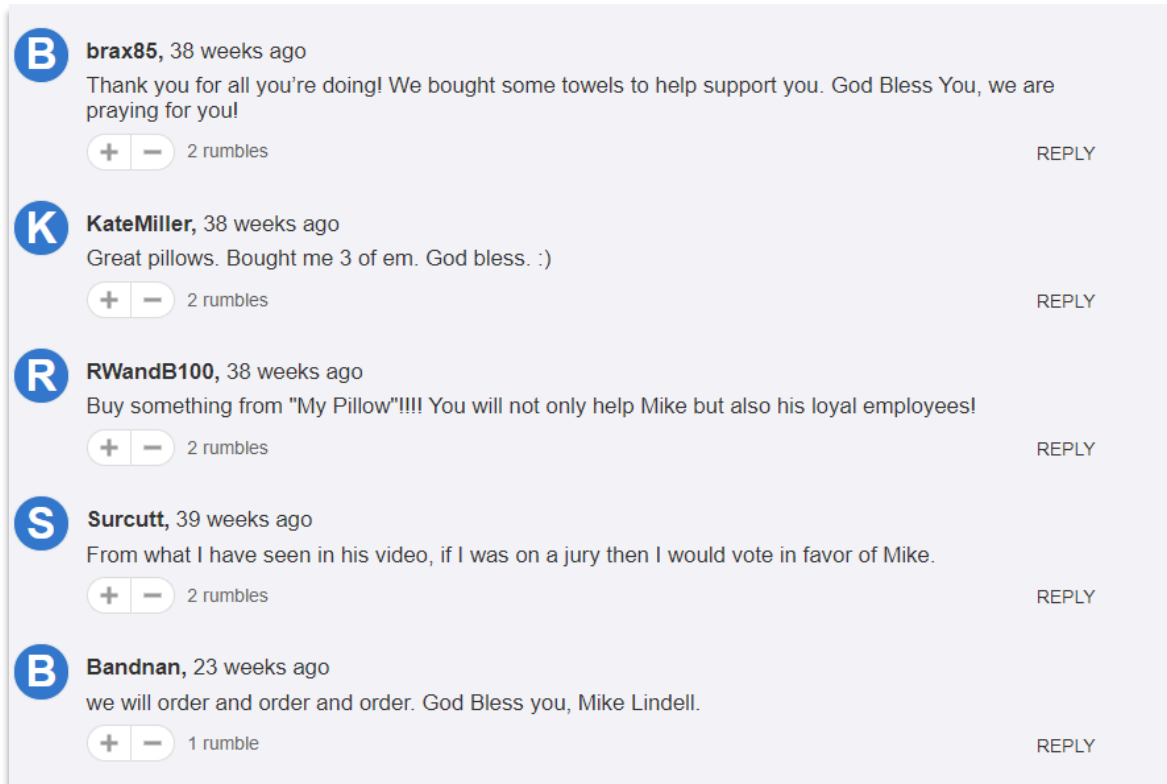 B
brax85, 38 weeks ago
Thank you for all you’re doing! We bought some towels to help support you. God Bless You, we are
praying for you!
+ − 2 rumbles REPLY
K
KateMiller, 38 weeks ago
Great pillows. Bought me 3 of em. God bless. :)
+ − 2 rumbles REPLY
R
RWandB100, 38 weeks ago
Buy something from "My Pillow"!!!! You will not only help Mike but also his loyal employees!
+ − 2 rumbles REPLY
S
Surcutt, 39 weeks ago
From what I have seen in his video, if I was on a jury then I would vote in favor of Mike.
+ − 2 rumbles REPLY
B
Bandnan, 23 weeks ago
we will order and order and order. God Bless you, Mike Lindell.
+ − 1 rumble REPLY